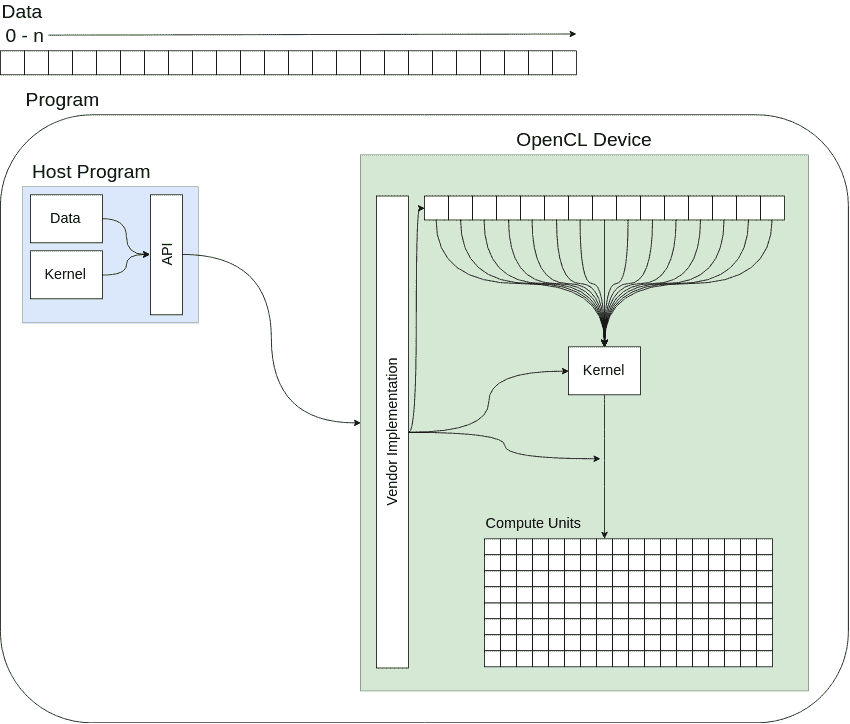 Data
0 - n
Program
OpenCL Device
Host Program
Data
Kernel
API
Vendor Implementation
Kernel
Compute Units